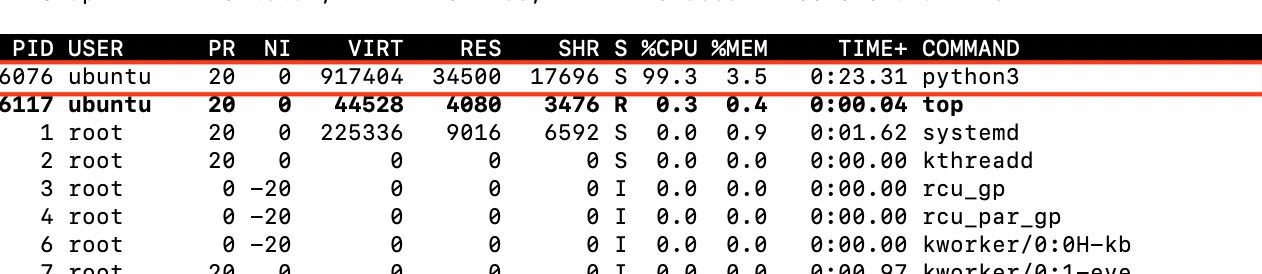 PID USER PR NI VIRT RES SHR S %CPU %MEM TIME+ COMMAND
6076 ubuntu 20 0 917404 34500 17696 S 99.3 3.5 0:23.31 python3
6117 ubuntu 20 0 44528 4080 3476 R 0.3 0.4 0:00.04 top
1 root 20 0 225336 9016 6592 S 0.0 0.9 0:01.62 systemd
2 root 20 0 0 0 0 S 0.0 0.0 0:00.00 kthreadd
3 root 0 -20 0 0 0 I 0.0 0.0 0:00.00 rcu_gp
4 root 0 -20 0 0 0 I 0.0 0.0 0:00.00 rcu_par_gp
6 root 0 -20 0 0 0 I 0.0 0.0 0:00.00 kworker/0:0H-kb
7 root 20 0 0 0 0 I 0.0 0.0 0:00.97 kworker/0:1-eve